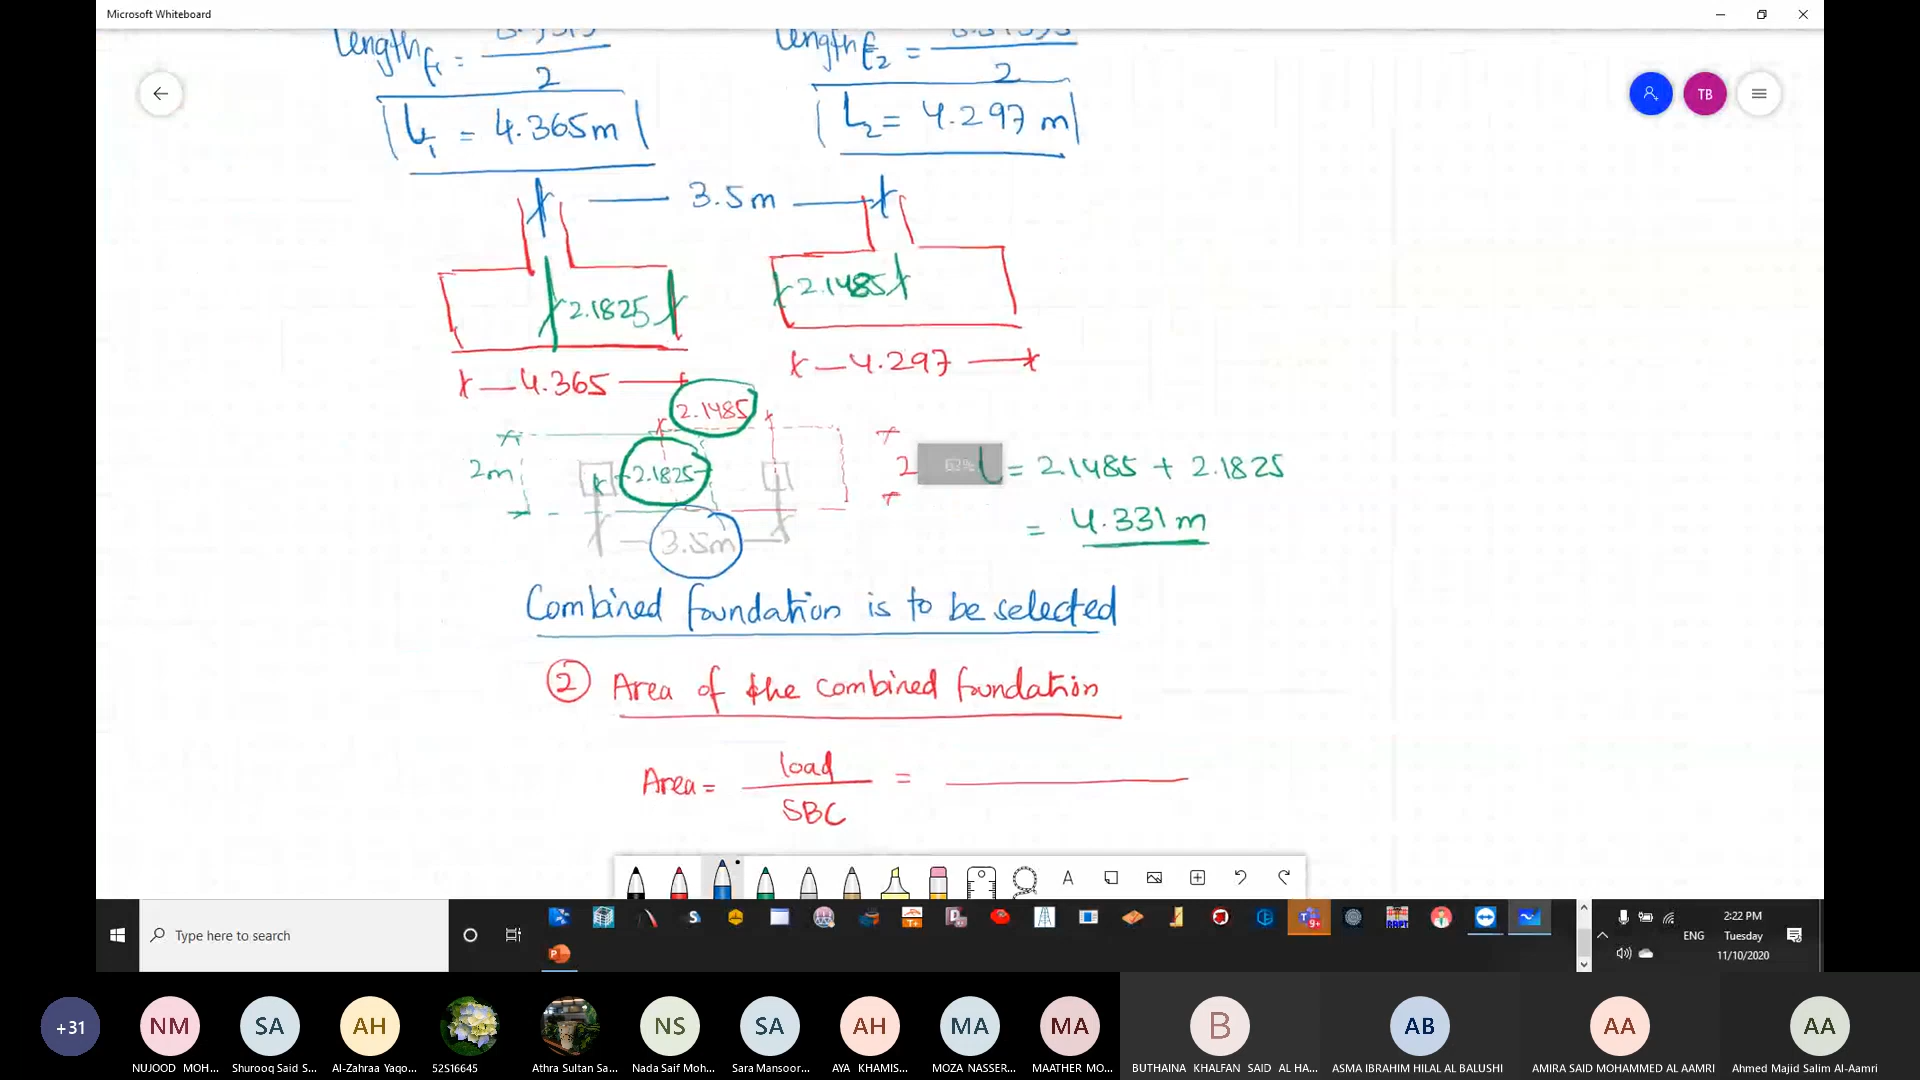 Microsoft Whiteboard
length f1 =
2
L1 = 4.365m
length f2 =
2
L2 = 4.297 m
3.5m
2.1825
2.1485
4.365
4.297
2.1485
2m
2.1825
2
63%
L = 2.1485 + 2.1825
= 4.331 m
3.5m
Combined foundation is to be selected
2 Area of the combined foundation
Area = load / SBC =
TB
Type here to search
ENG
2:22 PM
Tuesday
11/10/2020
+31
NM
SA
AH
NS
SA
AH
MA
MA
B
AB
AA
AA
NUJOOD MOH...
Shurooq Said S...
Al-Zahraa Yaqo...
52S16645
Athra Sultan Sa...
Nada Saif Moh...
Sara Mansoor...
AYA KHAMIS...
MOZA NASSER...
MAATHER MO...
BUTHAINA KHALFAN SAID AL HA...
ASMA IBRAHIM HILAL AL BALUSHI
AMIRA SAID MOHAMMED AL AAMRI
Ahmed Majid Salim Al-Aamri